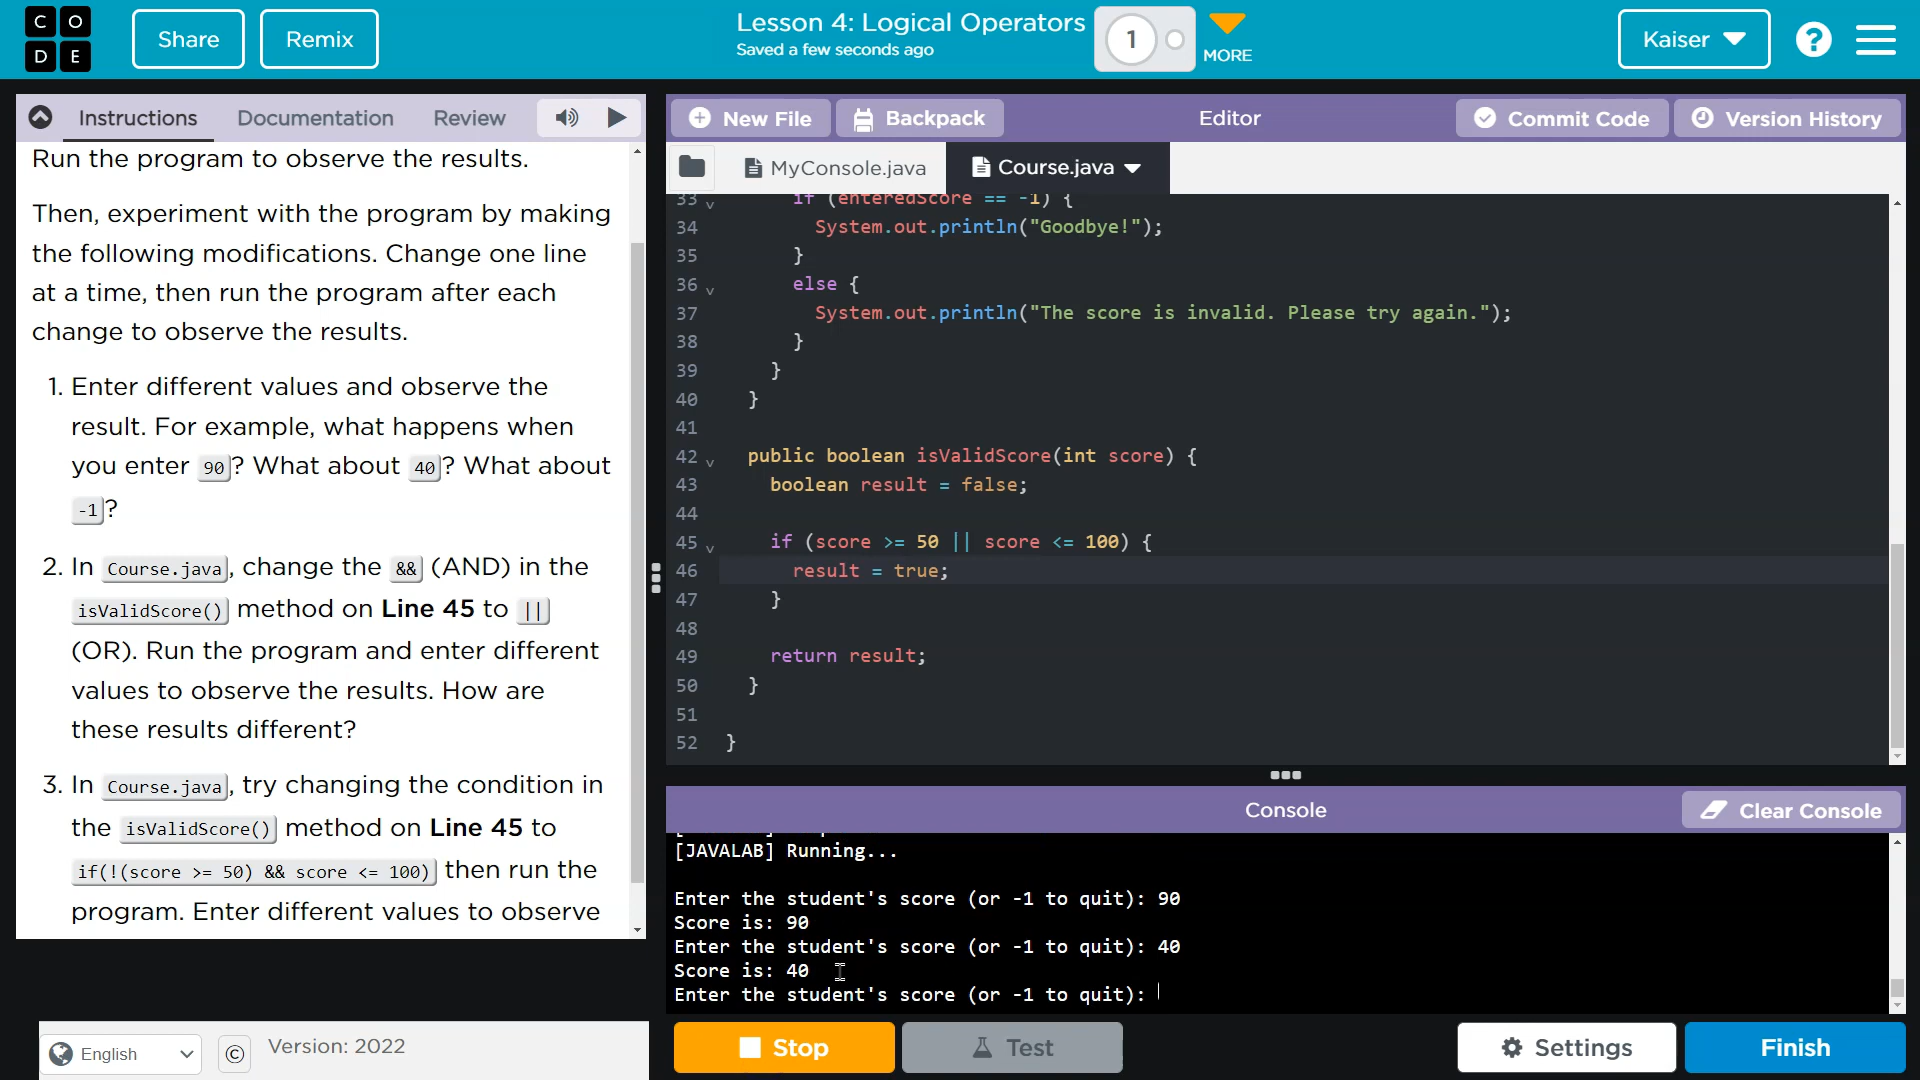 C O
D E
Share
Remix
Lesson 4: Logical Operators
Saved a few seconds ago
1
MORE
Kaiser
?
Instructions
Documentation
Review
Run the program to observe the results.
Then, experiment with the program by making
the following modifications. Change one line
at a time, then run the program after each
change to observe the results.
1. Enter different values and observe the
result. For example, what happens when
you enter 90? What about 40? What about
-1?
2. In Course.java, change the && (AND) in the
isValidScore() method on Line 45 to ||
(OR). Run the program and enter different
values to observe the results. How are
these results different?
3. In Course.java, try changing the condition in
the isValidScore() method on Line 45 to
if(!(score >= 50) && score <= 100) then run the
program. Enter different values to observe
English
©
Version: 2022
New File
Backpack
Editor
Commit Code
Version History
MyConsole.java
Course.java
33 if (enteredScore == -1) {
34 System.out.println("Goodbye!");
35 }
36 else {
37 System.out.println("The score is invalid. Please try again.");
38 }
39 }
40 }
41
42 public boolean isValidScore(int score) {
43 boolean result = false;
44
45 if (score >= 50 || score <= 100) {
46 result = true;
47 }
48
49 return result;
50 }
51
52 }
Console
Clear Console
[JAVALAB] Running...
Enter the student's score (or -1 to quit): 90
Score is: 90
Enter the student's score (or -1 to quit): 40
Score is: 40
Enter the student's score (or -1 to quit):
Stop
Test
Settings
Finish